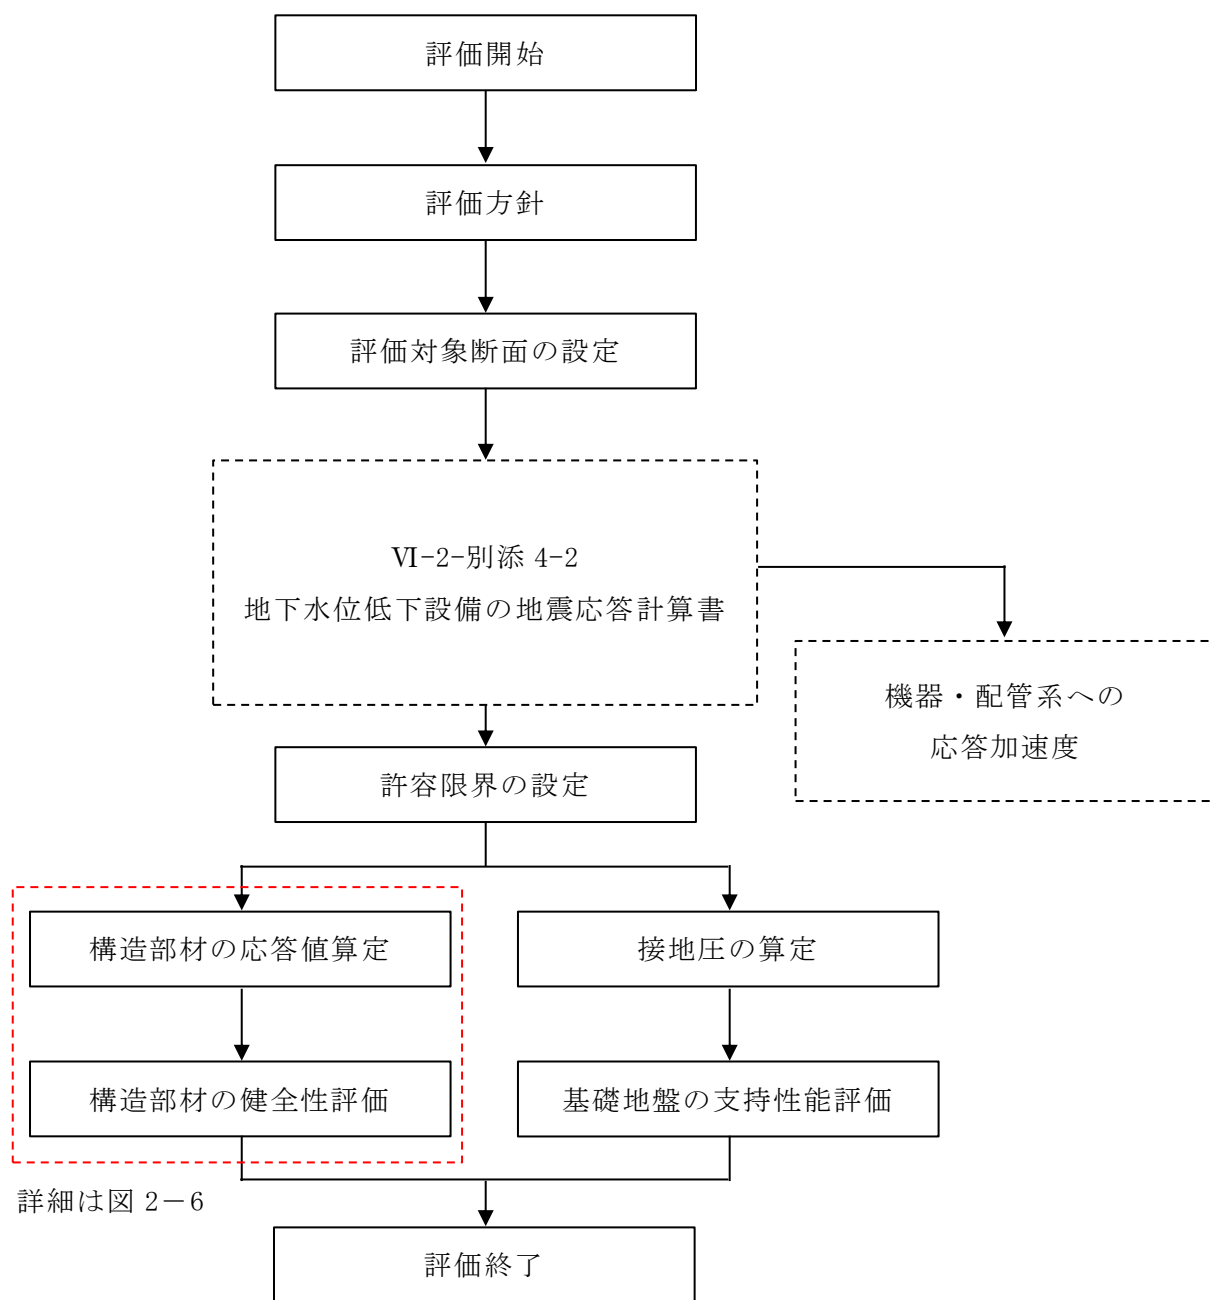 評価開始
評価方針
評価対象断面の設定
Ⅵ-2-別添 4-2
地下水位低下設備の地震応答計算書
機器・配管系への
応答加速度
許容限界の設定
構造部材の応答値算定
接地圧の算定
構造部材の健全性評価
基礎地盤の支持性能評価
詳細は図 2－6
評価終了